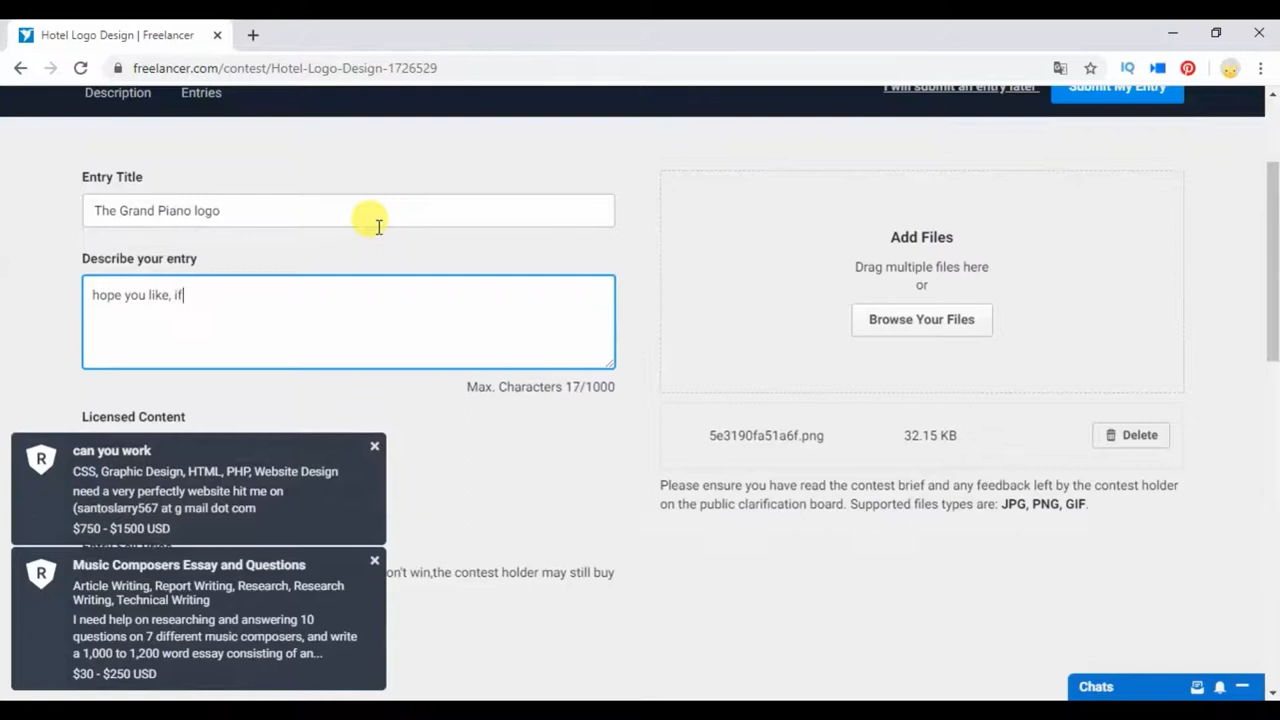 Hotel Logo Design | Freelancer
freelancer.com/contest/Hotel-Logo-Design-1726529
IQ
Description
Entries
I will submit an entry later
Submit My Entry
Entry Title
The Grand Piano logo
Describe your entry
hope you like, if
Max. Characters 17/1000
Licensed Content
R
can you work
CSS, Graphic Design, HTML, PHP, Website Design
need a very perfectly website hit me on
(santoslarry567 at g mail dot com
$750 - $1500 USD
R
Music Composers Essay and Questions
Article Writing, Report Writing, Research, Research
Writing, Technical Writing
I need help on researching and answering 10
questions on 7 different music composers, and write
a 1,000 to 1,200 word essay consisting of an...
$30 - $250 USD
on't win,the contest holder may still buy
Add Files
Drag multiple files here
or
Browse Your Files
5e3190fa51a6f.png
32.15 KB
Delete
Please ensure you have read the contest brief and any feedback left by the contest holder
on the public clarification board. Supported files types are: JPG, PNG, GIF.
Chats